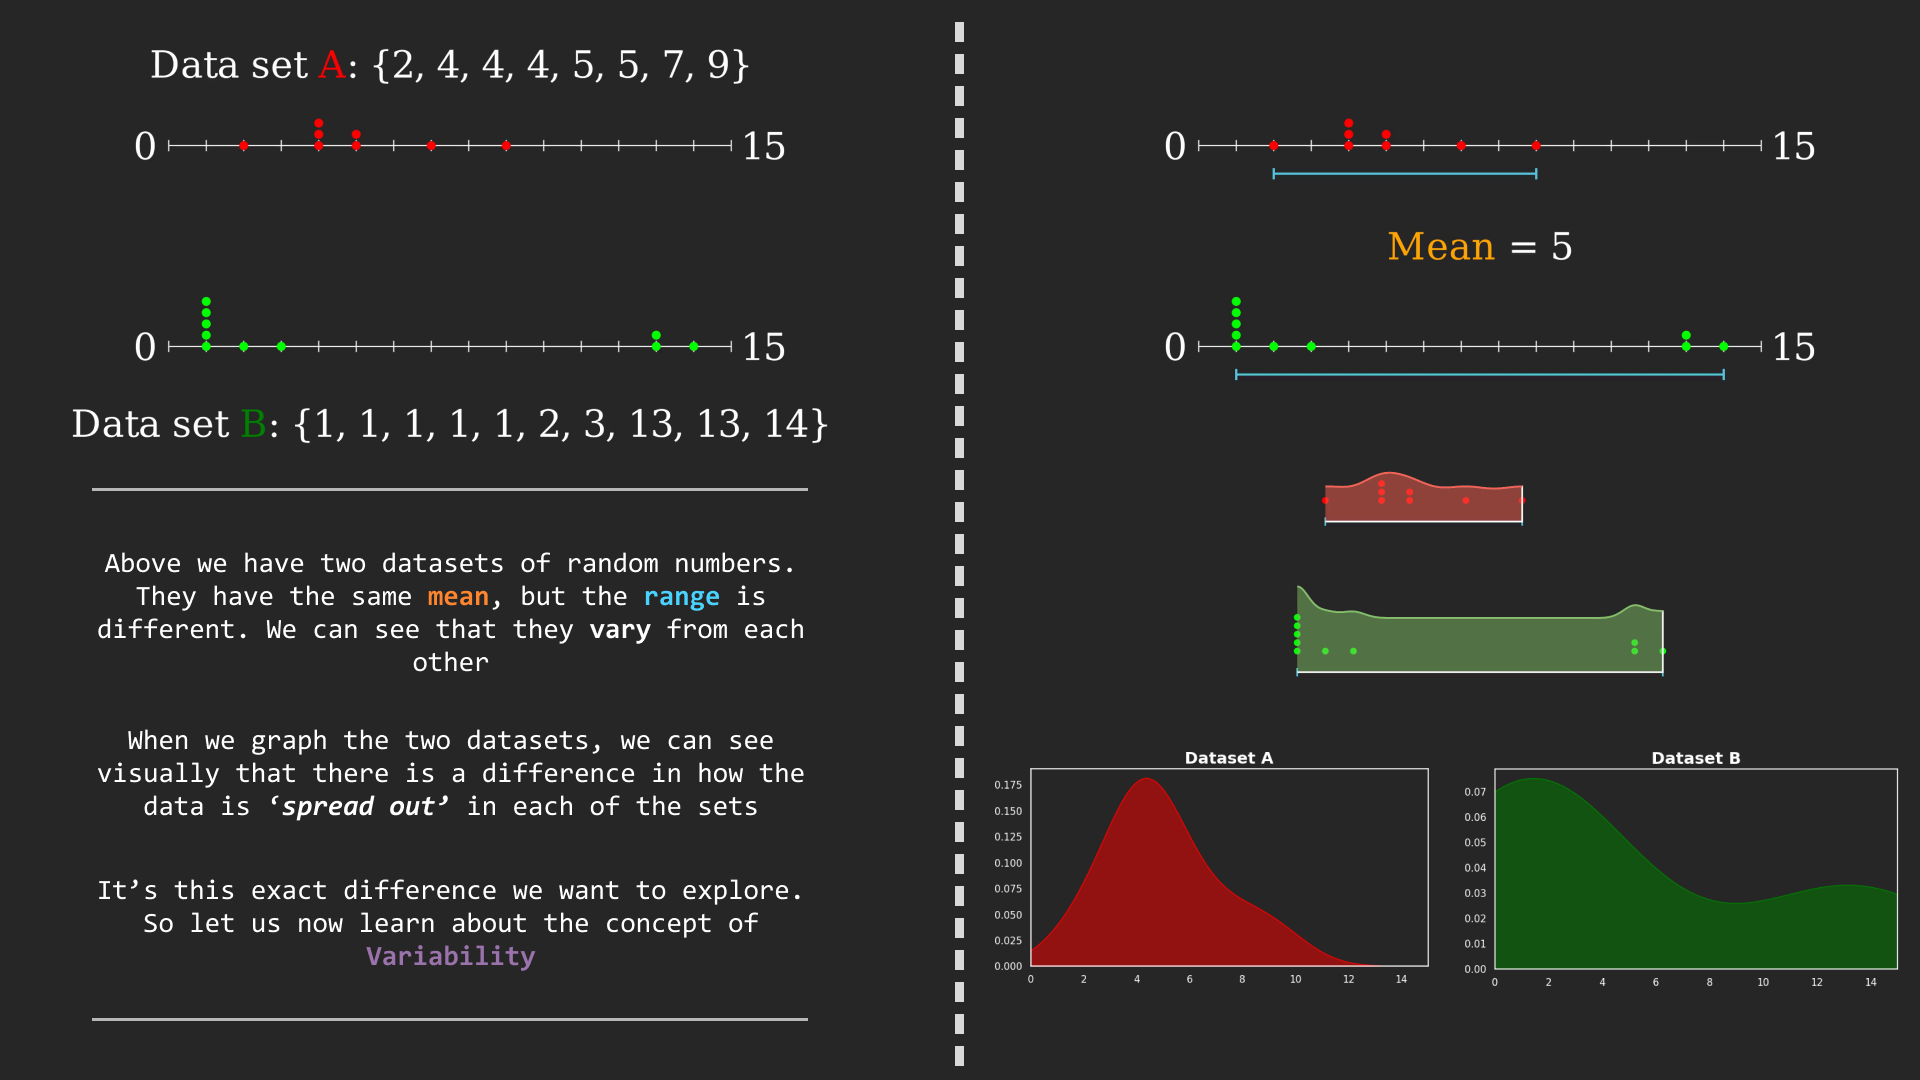 Data set A: {2, 4, 4, 4, 5, 5, 7, 9}
0 15
0 15
Data set B: {1, 1, 1, 1, 1, 2, 3, 13, 13, 14}
Above we have two datasets of random numbers.
They have the same mean, but the range is
different. We can see that they vary from each
other
When we graph the two datasets, we can see
visually that there is a difference in how the
data is ‘spread out’ in each of the sets
It’s this exact difference we want to explore.
So let us now learn about the concept of
Variability
0 15
Mean = 5
0 15
Dataset A
0.175
0.150
0.125
0.100
0.075
0.050
0.025
0.000
0 2 4 6 8 10 12 14
Dataset B
0.07
0.06
0.05
0.04
0.03
0.02
0.01
0.00
0 2 4 6 8 10 12 14